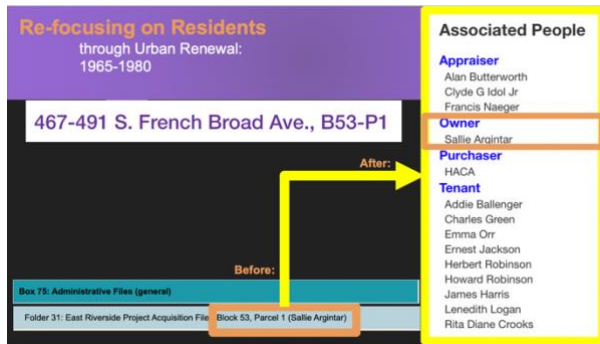 Re-focusing on Residents
through Urban Renewal:
1965-1980
467-491 S. French Broad Ave., B53-P1
After:
Before:
Box 75: Administrative Files (general)
Folder 31: East Riverside Project Acquisition File Block 53, Parcel 1 (Sallie Argintar)
Associated People
Appraiser
Alan Butterworth
Clyde G Idol Jr
Francis Naeger
Owner
Sallie Argintar
Purchaser
HACA
Tenant
Addie Ballenger
Charles Green
Emma Orr
Ernest Jackson
Herbert Robinson
Howard Robinson
James Harris
Lenedith Logan
Rita Diane Crooks